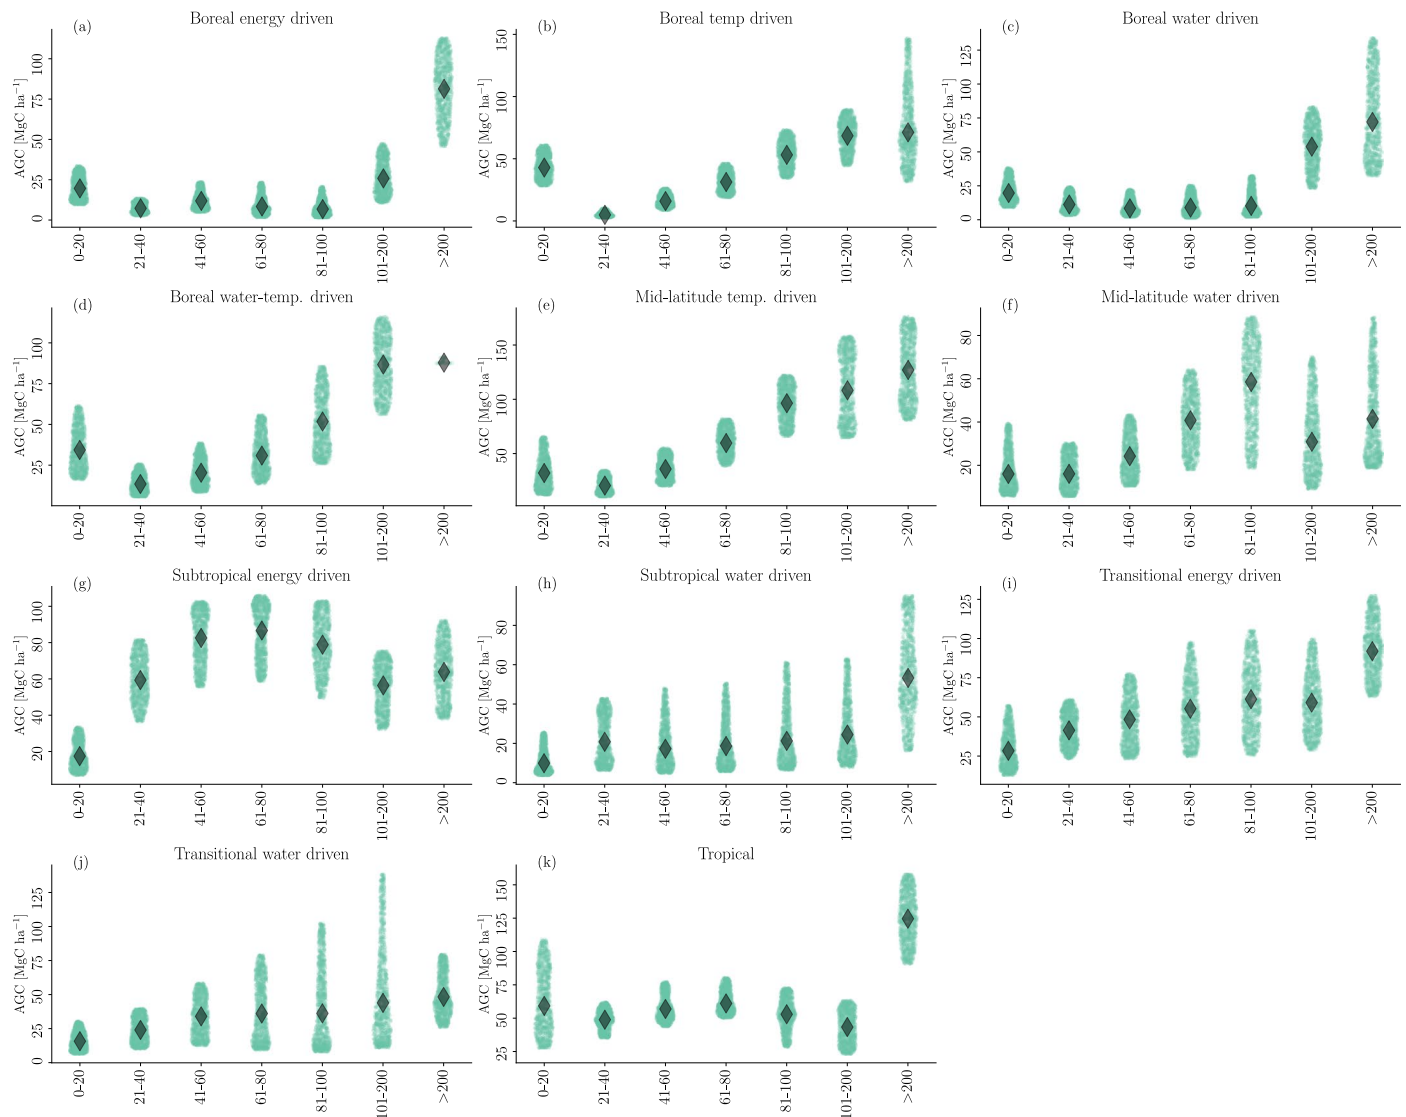 (a) Boreal energy driven
AGC [MgC ha⁻¹]
100
75
50
25
0
0-20 21-40 41-60 61-80 81-100 101-200 >200
(b) Boreal temp driven
AGC [MgC ha⁻¹]
150
100
50
0
0-20 21-40 41-60 61-80 81-100 101-200 >200
(c) Boreal water driven
AGC [MgC ha⁻¹]
125
100
75
50
25
0
0-20 21-40 41-60 61-80 81-100 101-200 >200
(d) Boreal water-temp. driven
AGC [MgC ha⁻¹]
100
75
50
25
0-20 21-40 41-60 61-80 81-100 101-200 >200
(e) Mid-latitude temp. driven
AGC [MgC ha⁻¹]
150
100
50
0-20 21-40 41-60 61-80 81-100 101-200 >200
(f) Mid-latitude water driven
AGC [MgC ha⁻¹]
80
60
40
20
0-20 21-40 41-60 61-80 81-100 101-200 >200
(g) Subtropical energy driven
AGC [MgC ha⁻¹]
100
80
60
40
20
0-20 21-40 41-60 61-80 81-100 101-200 >200
(h) Subtropical water driven
AGC [MgC ha⁻¹]
80
60
40
20
0
0-20 21-40 41-60 61-80 81-100 101-200 >200
(i) Transitional energy driven
AGC [MgC ha⁻¹]
125
100
75
50
25
0-20 21-40 41-60 61-80 81-100 101-200 >200
(j) Transitional water driven
AGC [MgC ha⁻¹]
125
100
75
50
25
0
0-20 21-40 41-60 61-80 81-100 101-200 >200
(k) Tropical
AGC [MgC ha⁻¹]
150
125
100
75
50
25
0-20 21-40 41-60 61-80 81-100 101-200 >200